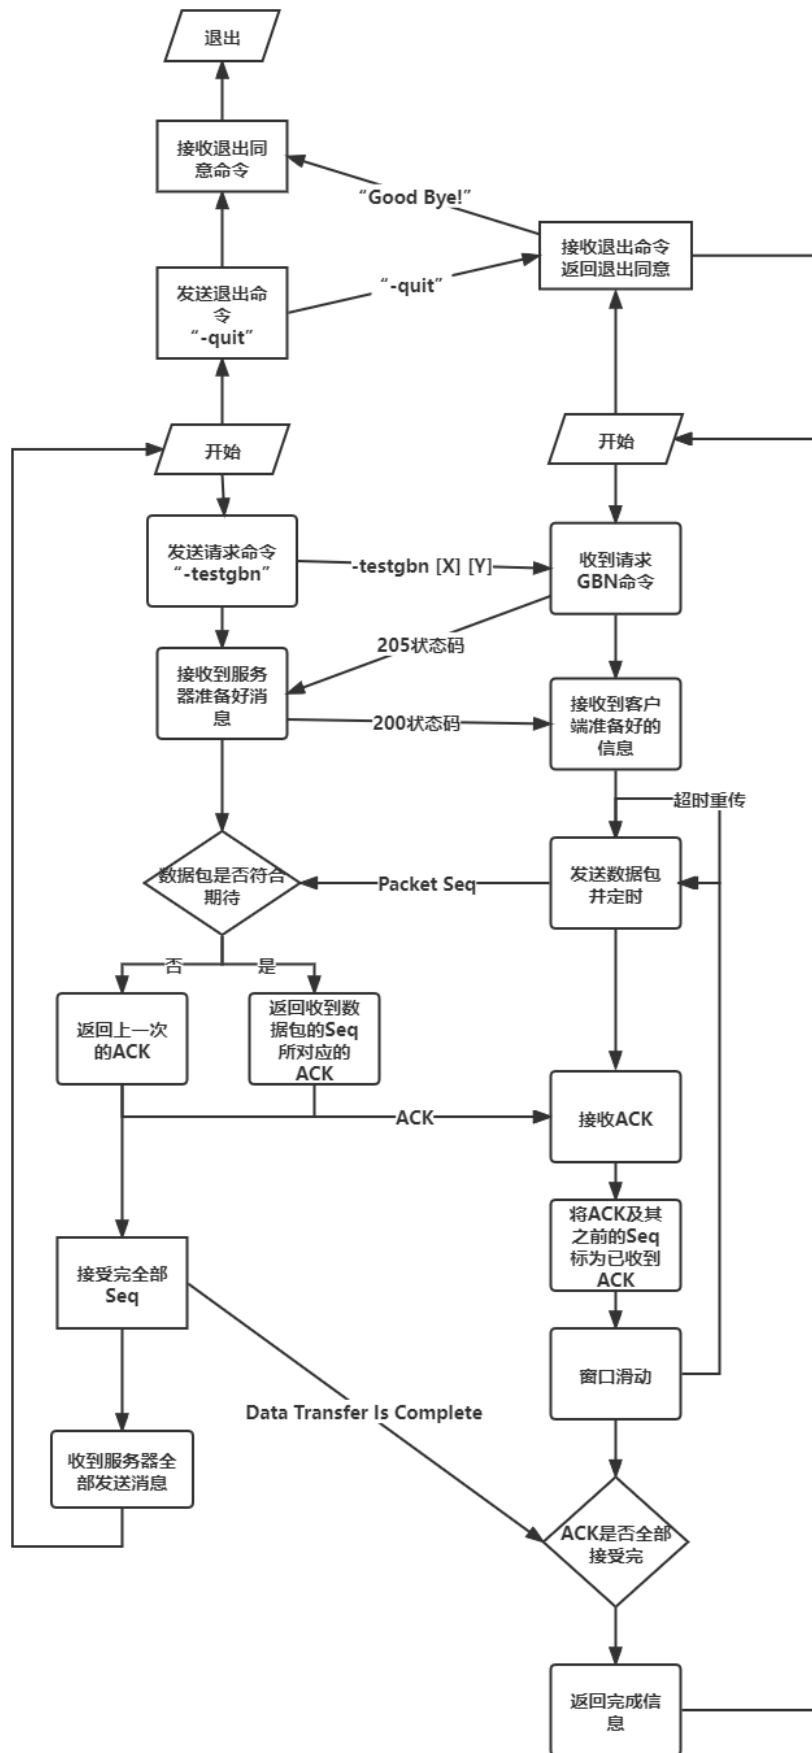 退出
接收退出同
意命令
“Good Bye!”
接收退出命令
返回退出同意
发送退出命
令
“-quit”
“-quit”
开始
开始
发送请求命令
“-testgbn”
-testgbn [X] [Y]
收到请求
GBN命令
205状态码
接收到服务
器准备好消
息
200状态码
接收到客户
端准备好的
信息
超时重传
数据包是否符合
期待
Packet Seq
发送数据包
并定时
否
是
返回上一次
的ACK
返回收到数
据包的Seq
所对应的
ACK
ACK
接收ACK
将ACK及其
之前的Seq
标为已收到
ACK
接受完全部
Seq
窗口滑动
Data Transfer Is Complete
收到服务器全
部发送消息
ACK是否全部
接受完
返回完成信
息